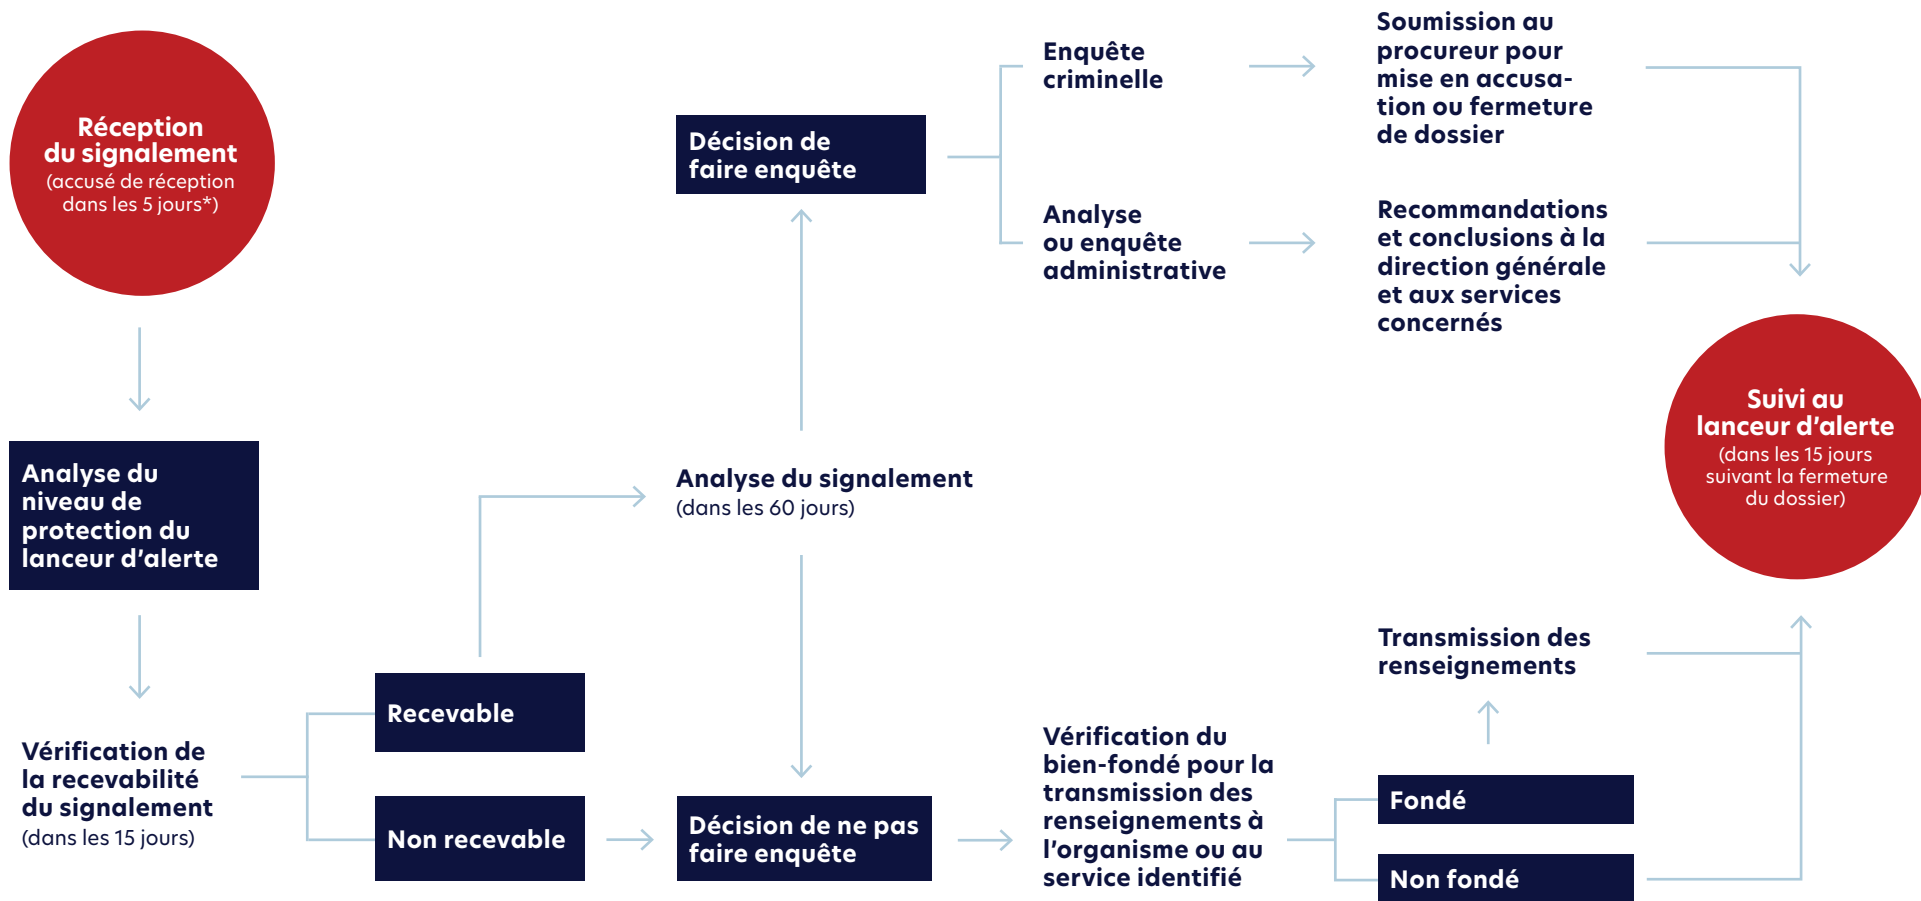 Réception
du signalement
(accusé de réception
dans les 5 jours*)
Analyse du
niveau de
protection du
lanceur d'alerte
Vérification de
la recevabilité
du signalement
(dans les 15 jours)
Recevable
Non recevable
Analyse du signalement
(dans les 60 jours)
Décision de
faire enquête
Enquête
criminelle
Soumission au
procureur pour
mise en accusa-
tion ou fermeture
de dossier
Analyse
ou enquête
administrative
Recommandations
et conclusions à la
direction générale
et aux services
concernés
Décision de ne pas
faire enquête
Vérification du
bien-fondé pour la
transmission des
renseignements à
l'organisme ou au
service identifié
Fondé
Non fondé
Transmission des
renseignements
Suivi au
lanceur d'alerte
(dans les 15 jours
suivant la fermeture
du dossier)